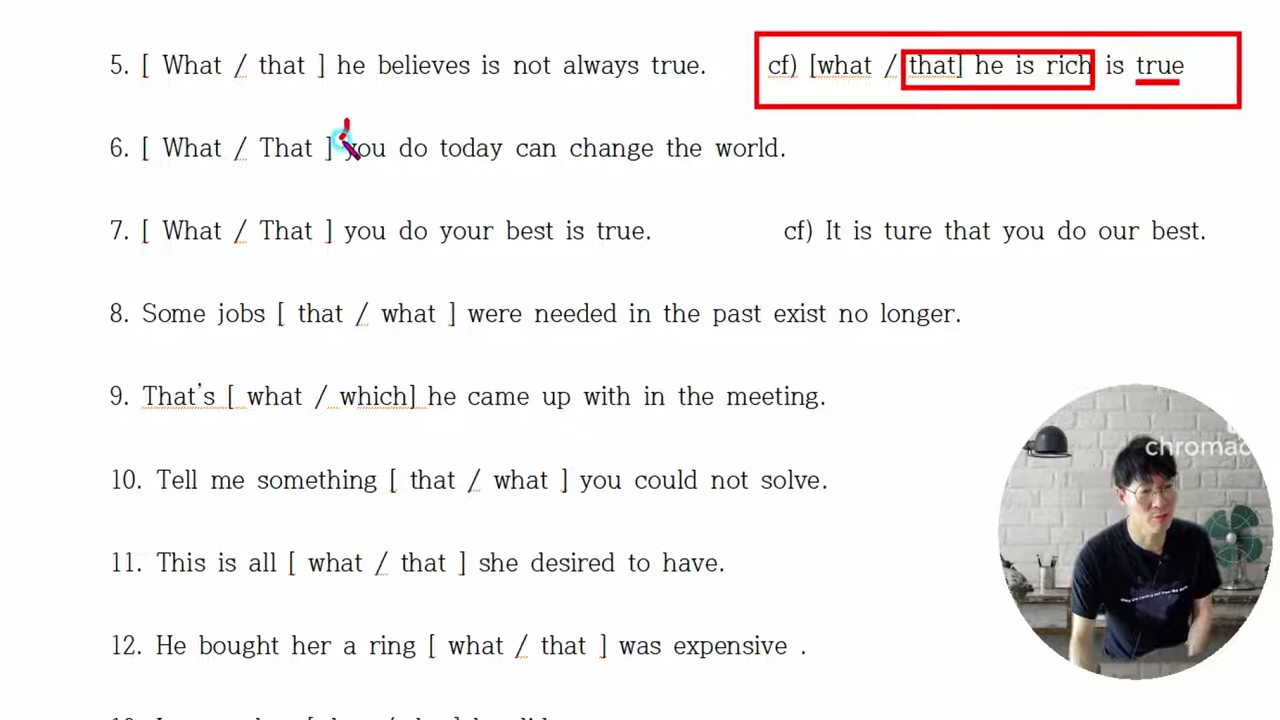 5. [ What / that ] he believes is not always true. cf) [what / that] he is rich is true
6. [ What / That ] you do today can change the world.
7. [ What / That ] you do your best is true. cf) It is ture that you do our best.
8. Some jobs [ that / what ] were needed in the past exist no longer.
9. That's [ what / which] he came up with in the meeting.
chromac
10. Tell me something [ that / what ] you could not solve.
11. This is all [ what / that ] she desired to have.
12. He bought her a ring [ what / that ] was expensive .